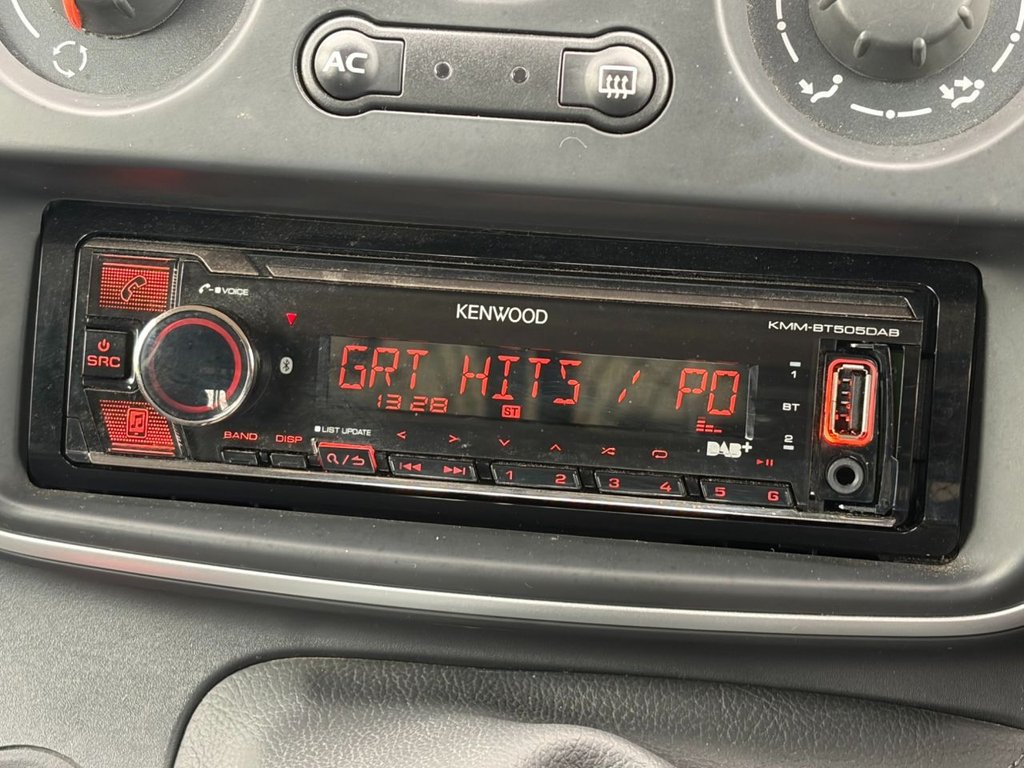 AC
VOICE
KENWOOD
KMM-BT505DAB
SRC
GRT HITS / PO
13:28
ST
1
BT
2
BAND DISP
LIST UPDATE
DAB+
1 2 3 4 5 6